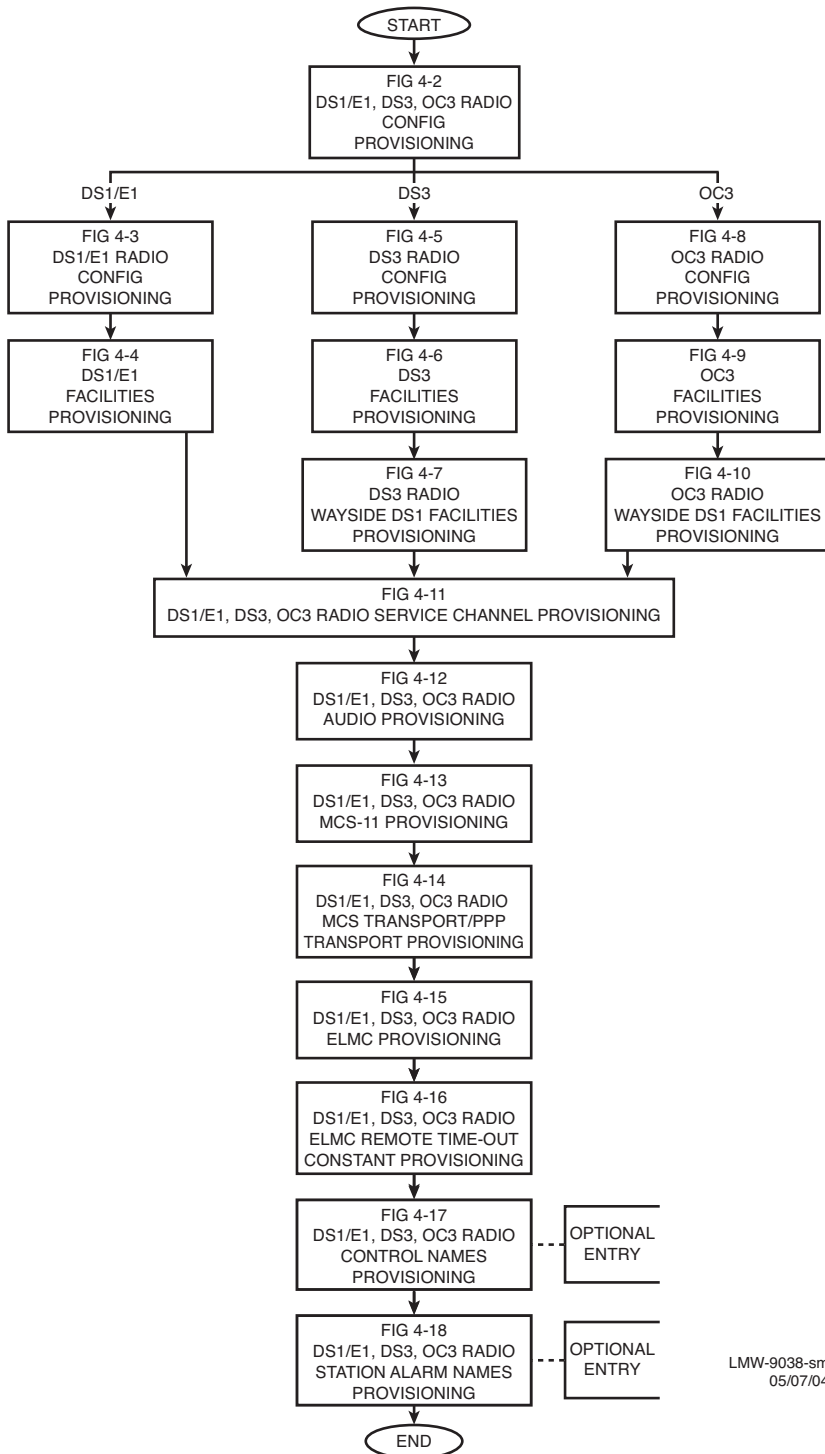 START
FIG 4-2
DS1/E1, DS3, OC3 RADIO
CONFIG
PROVISIONING
DS1/E1
DS3
OC3
FIG 4-3
DS1/E1 RADIO
CONFIG
PROVISIONING
FIG 4-5
DS3 RADIO
CONFIG
PROVISIONING
FIG 4-8
OC3 RADIO
CONFIG
PROVISIONING
FIG 4-4
DS1/E1
FACILITIES
PROVISIONING
FIG 4-6
DS3
FACILITIES
PROVISIONING
FIG 4-9
OC3
FACILITIES
PROVISIONING
FIG 4-7
DS3 RADIO
WAYSIDE DS1 FACILITIES
PROVISIONING
FIG 4-10
OC3 RADIO
WAYSIDE DS1 FACILITIES
PROVISIONING
FIG 4-11
DS1/E1, DS3, OC3 RADIO SERVICE CHANNEL PROVISIONING
FIG 4-12
DS1/E1, DS3, OC3 RADIO
AUDIO PROVISIONING
FIG 4-13
DS1/E1, DS3, OC3 RADIO
MCS-11 PROVISIONING
FIG 4-14
DS1/E1, DS3, OC3 RADIO
MCS TRANSPORT/PPP
TRANSPORT PROVISIONING
FIG 4-15
DS1/E1, DS3, OC3 RADIO
ELMC PROVISIONING
FIG 4-16
DS1/E1, DS3, OC3 RADIO
ELMC REMOTE TIME-OUT
CONSTANT PROVISIONING
FIG 4-17
DS1/E1, DS3, OC3 RADIO
CONTROL NAMES
PROVISIONING
OPTIONAL
ENTRY
FIG 4-18
DS1/E1, DS3, OC3 RADIO
STATION ALARM NAMES
PROVISIONING
OPTIONAL
ENTRY
LMW-9038-sm
05/07/04
END